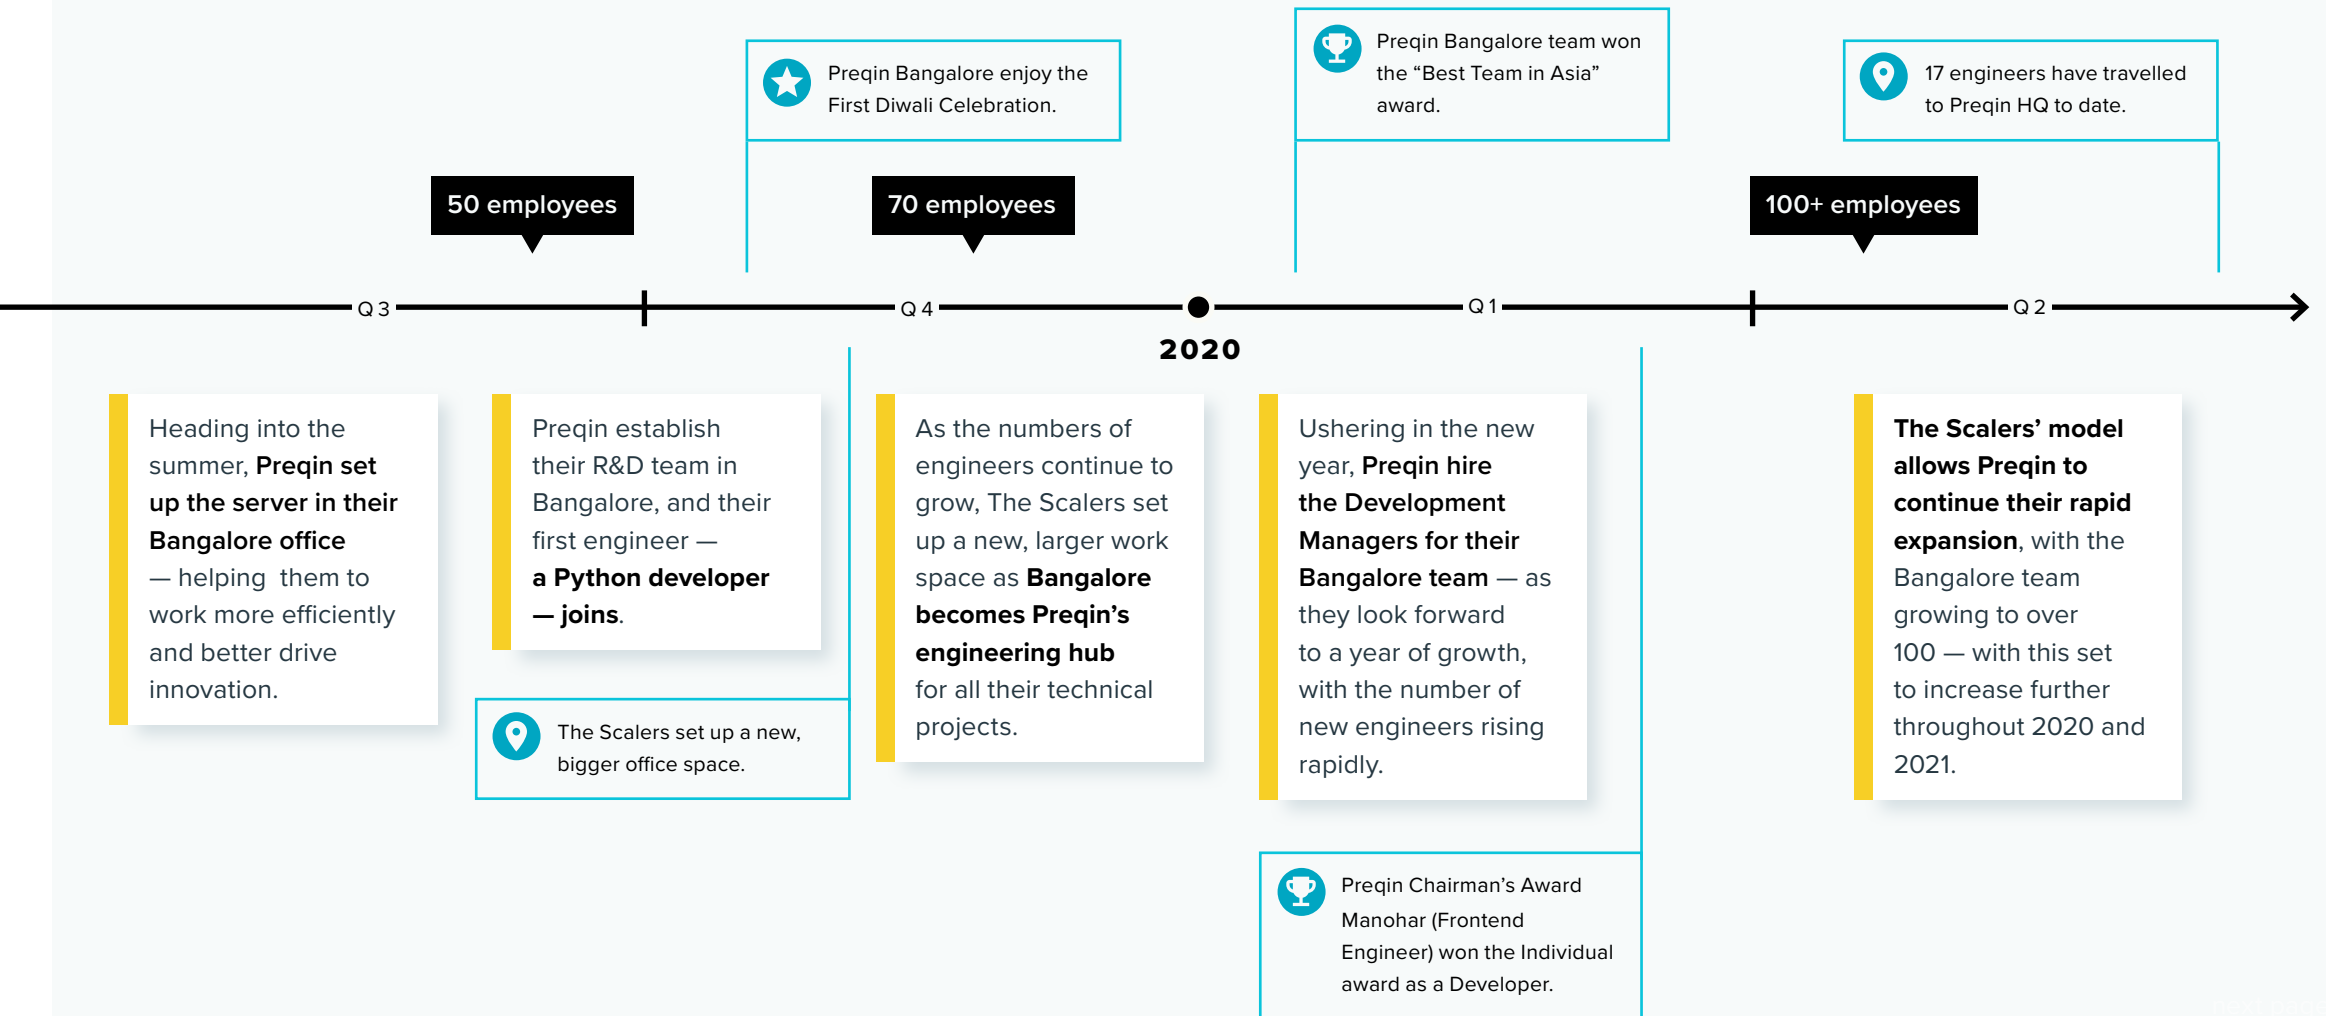 Preqin Bangalore enjoy the
First Diwali Celebration.
Preqin Bangalore team won
the “Best Team in Asia”
award.
17 engineers have travelled
to Preqin HQ to date.
50 employees
70 employees
100+ employees
Q 3
Q 4
Q 1
Q 2
2020
Heading into the
summer, Preqin set
up the server in their
Bangalore office
— helping  them to
work more efficiently
and better drive
innovation.
Preqin establish
their R&D team in
Bangalore, and their
first engineer —
a Python developer
— joins.
The Scalers set up a new,
bigger office space.
As the numbers of
engineers continue to
grow, The Scalers set
up a new, larger work
space as Bangalore
becomes Preqin’s
engineering hub
for all their technical
projects.
Ushering in the new
year, Preqin hire
the Development
Managers for their
Bangalore team — as
they look forward
to a year of growth,
with the number of
new engineers rising
rapidly.
Preqin Chairman’s Award
Manohar (Frontend
Engineer) won the Individual
award as a Developer.
The Scalers’ model
allows Preqin to
continue their rapid
expansion, with the
Bangalore team
growing to over
100 — with this set
to increase further
throughout 2020 and
2021.